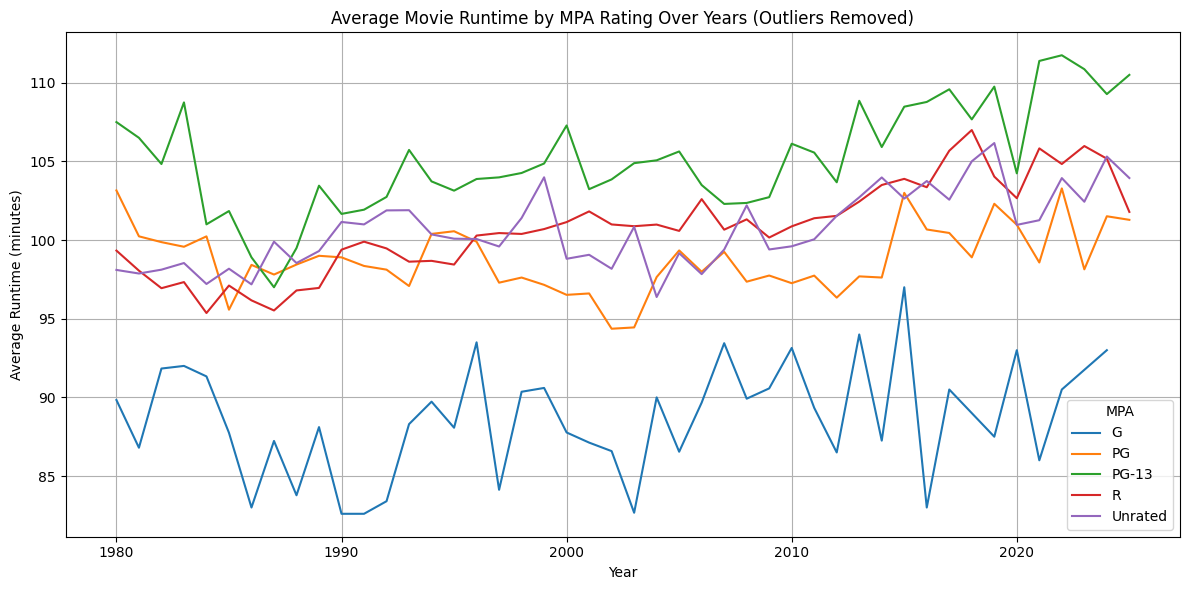 Average Movie Runtime by MPA Rating Over Years (Outliers Removed)
Average Runtime (minutes)
110
105
100
95
90
85
1980
1990
2000
2010
2020
Year
MPA
G
PG
PG-13
R
Unrated